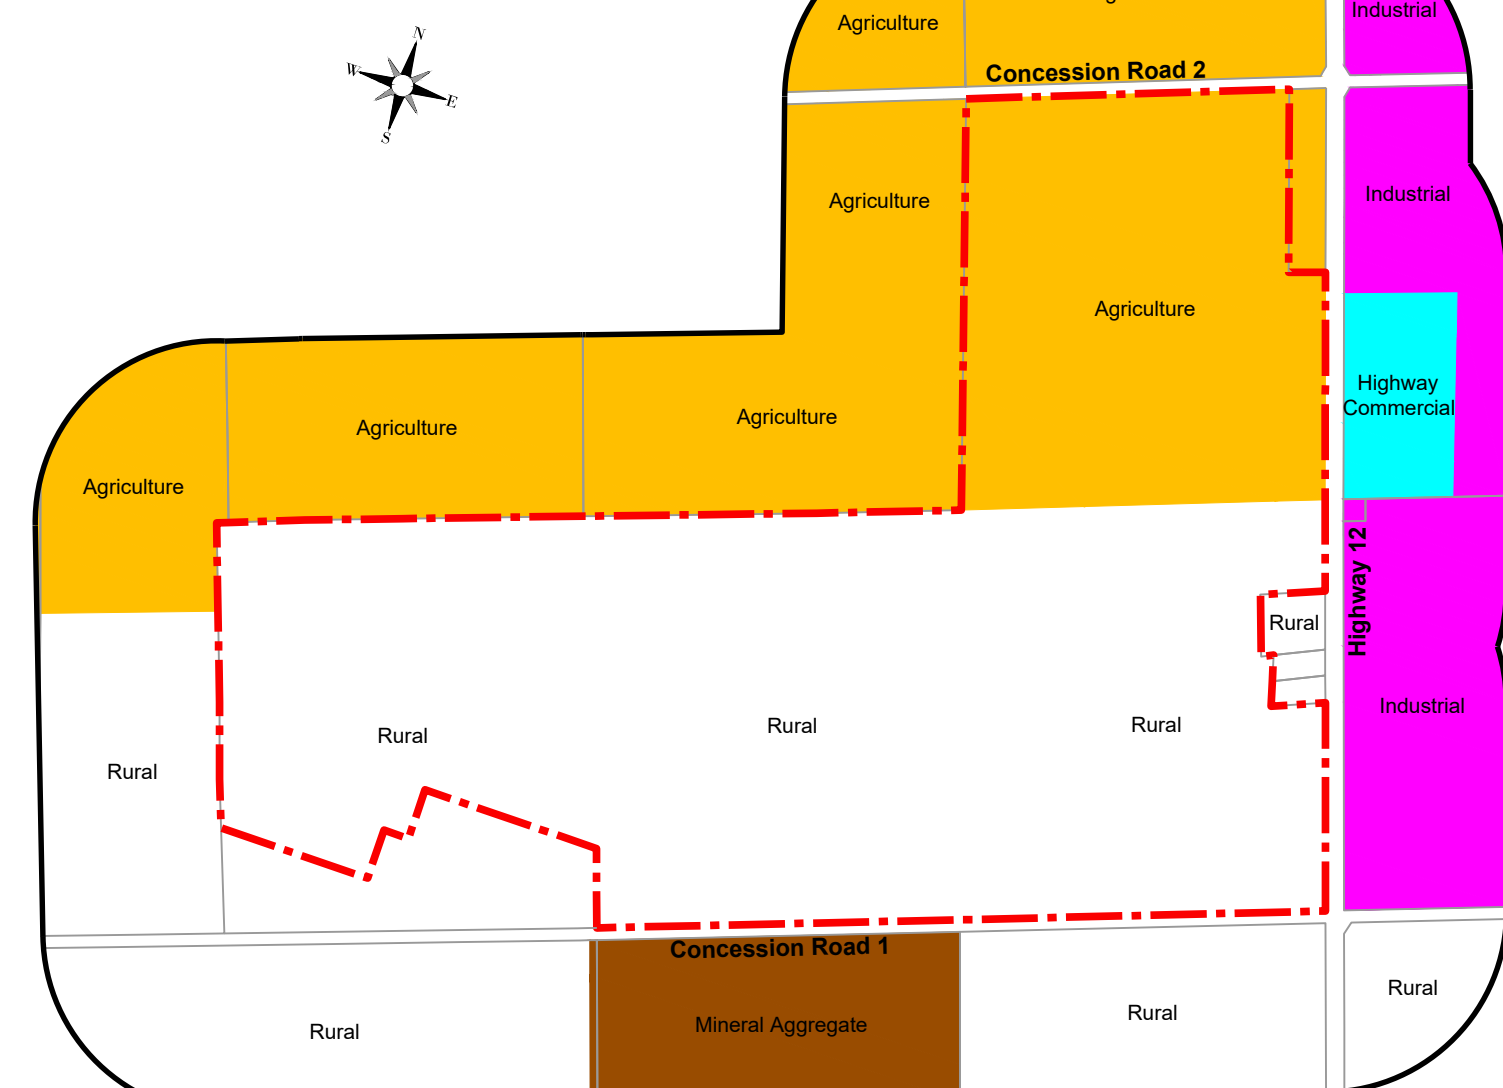 Agriculture
Industrial
N
W
E
S
Concession Road 2
Agriculture
Industrial
Agriculture
Highway
Commercial
Agriculture
Agriculture
Agriculture
Highway 12
Rural
Industrial
Rural
Rural
Rural
Rural
Concession Road 1
Rural
Mineral Aggregate
Rural
Rural